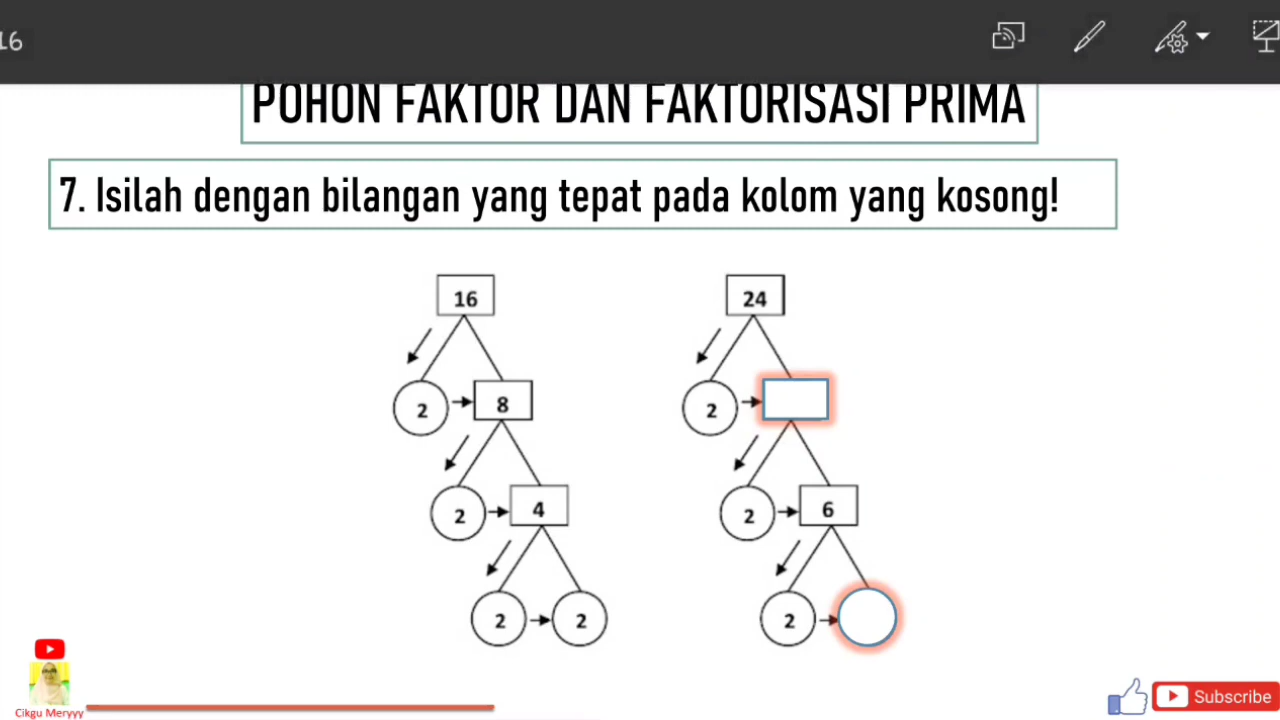 16
POHON FAKTOR DAN FAKTORISASI PRIMA
7. Isilah dengan bilangan yang tepat pada kolom yang kosong!
16 24
2 8 2
2 4 2 6
2 2 2
Cikgu Meryyy
Subscribe